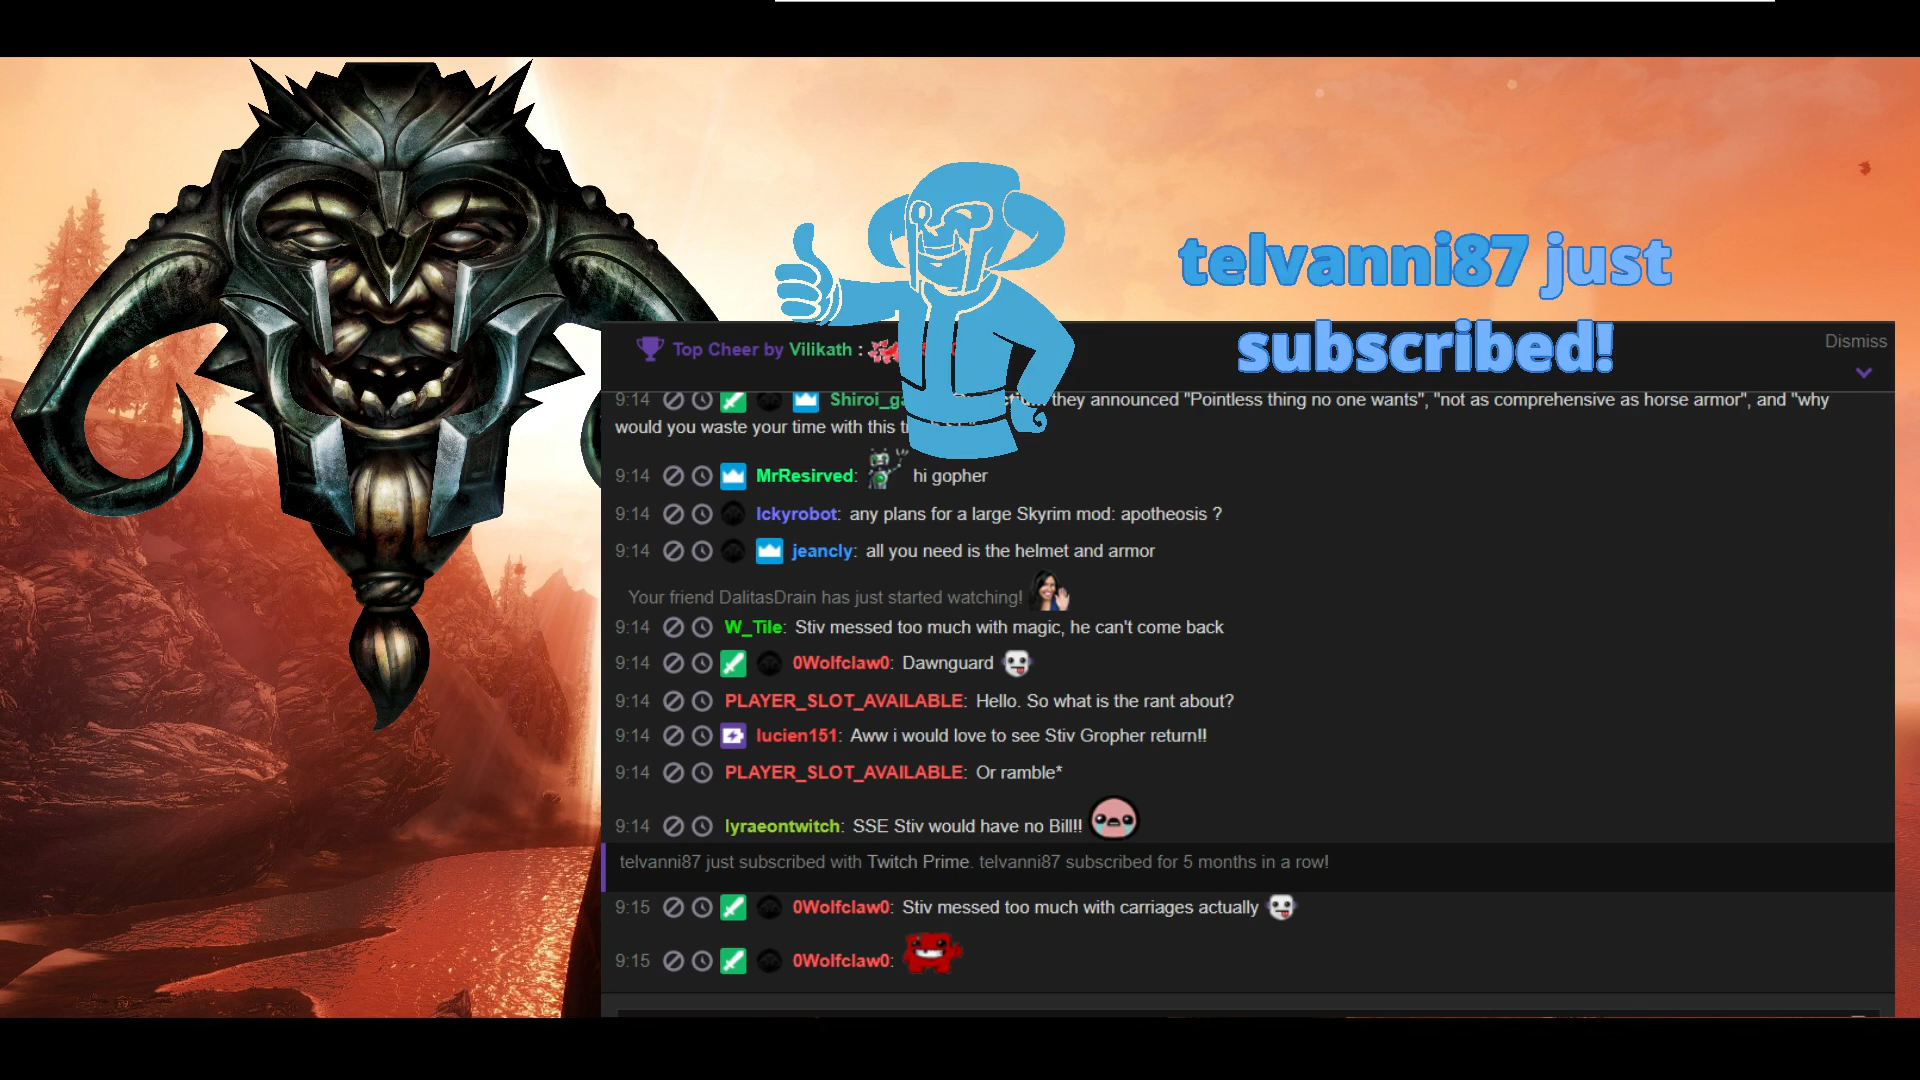 telvanni87 just
subscribed!
Top Cheer by Vilikath :
Dismiss
9:14 they announced "Pointless thing no one wants", "not as comprehensive as horse armor", and "why
would you waste your time with this
9:14 MrResirved: hi gopher
9:14 Ickyrobot: any plans for a large Skyrim mod: apotheosis ?
9:14 jeancly: all you need is the helmet and armor
Your friend DalitasDrain has just started watching!
9:14 W_Tile: Stiv messed too much with magic, he can't come back
9:14 0Wolfclaw0: Dawnguard
9:14 PLAYER_SLOT_AVAILABLE: Hello. So what is the rant about?
9:14 lucien151: Aww i would love to see Stiv Gropher return!!
9:14 PLAYER_SLOT_AVAILABLE: Or ramble*
9:14 lyraeontwitch: SSE Stiv would have no Bill!!
telvanni87 just subscribed with Twitch Prime. telvanni87 subscribed for 5 months in a row!
9:15 0Wolfclaw0: Stiv messed too much with carriages actually
9:15 0Wolfclaw0: